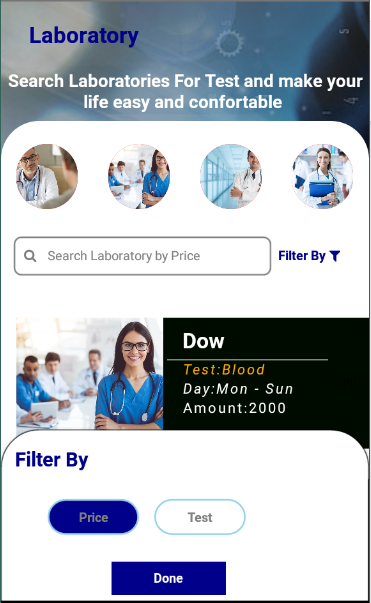 Laboratory
Search Laboratories For Test and make your
life easy and confortable
Search Laboratory by Price
Filter By
Dow
Test:Blood
Day:Mon - Sun
Amount:2000
Filter By
Price
Test
Done